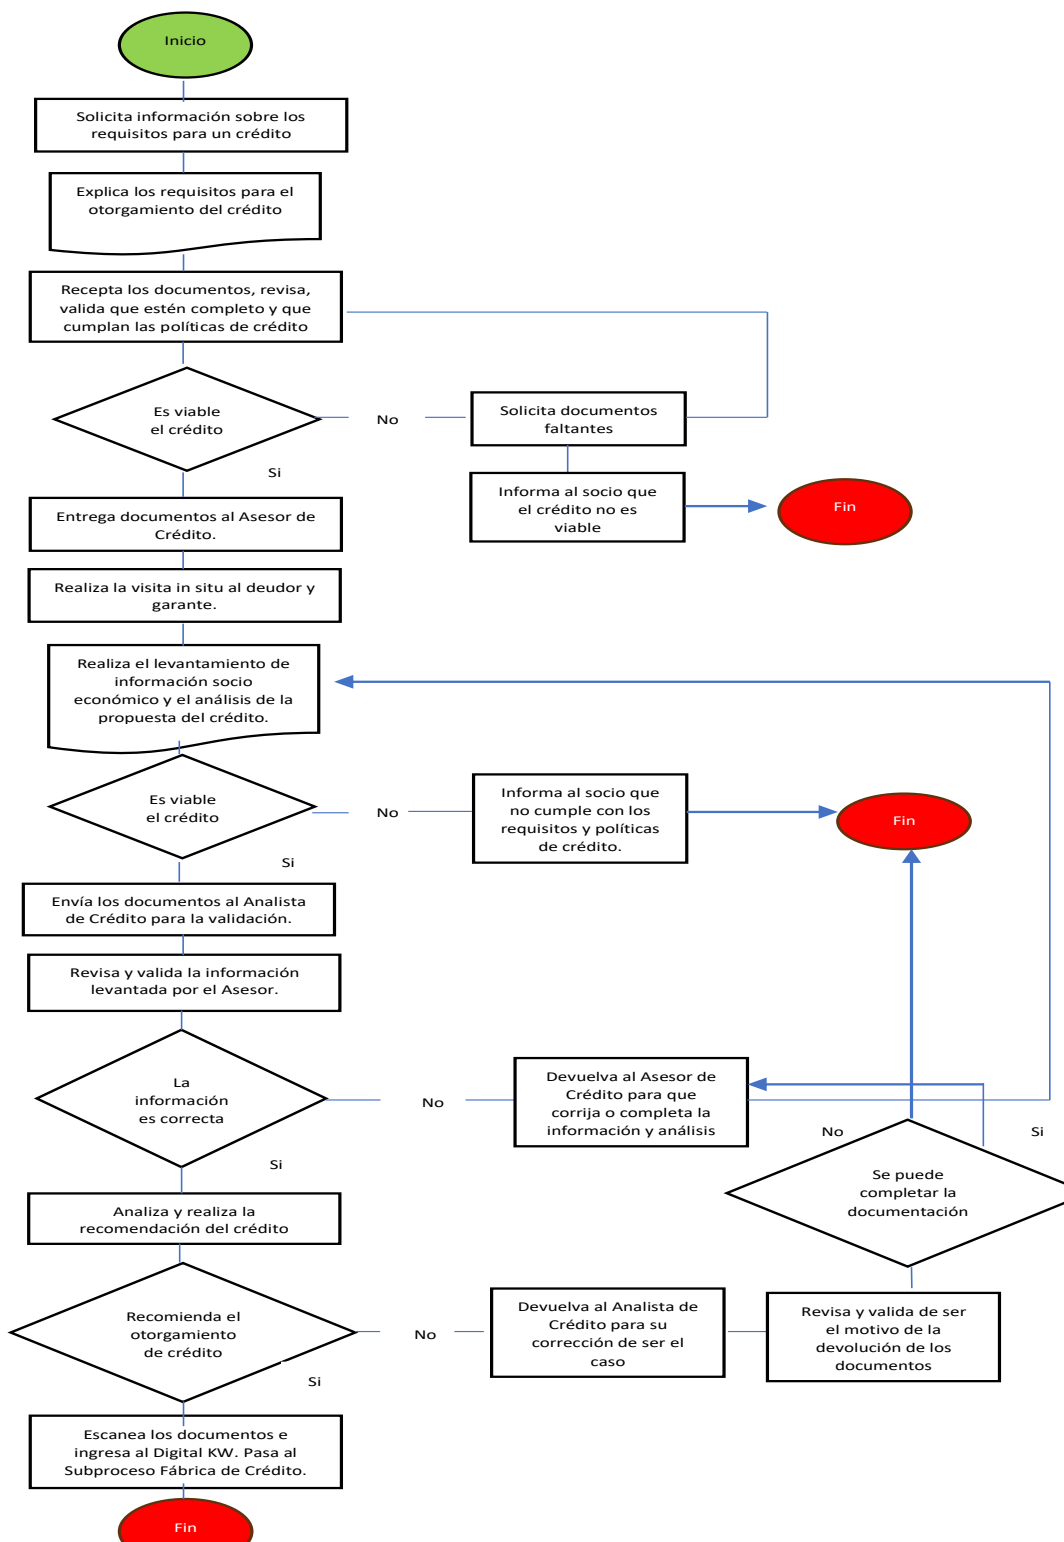 Inicio
Solicita información sobre los
requisitos para un crédito
Explica los requisitos para el
otorgamiento del crédito
Recepta los documentos, revisa,
valida que estén completo y que
cumplan las políticas de crédito
Es viable
el crédito
No
Solicita documentos
faltantes
Si
Informa al socio que
el crédito no es
viable
Fin
Entrega documentos al Asesor de
Crédito.
Realiza la visita in situ al deudor y
garante.
Realiza el levantamiento de
información socio
económico y el análisis de la
propuesta del crédito.
Es viable
el crédito
No
Informa al socio que
no cumple con los
requisitos y políticas
de crédito.
Fin
Si
Envía los documentos al Analista
de Crédito para la validación.
Revisa y valida la información
levantada por el Asesor.
La
información
es correcta
No
Devuelva al Asesor de
Crédito para que
corrija o completa la
información y análisis
No
Si
Si
Se puede
completar la
documentación
Analiza y realiza la
recomendación del crédito
Recomienda el
otorgamiento
de crédito
No
Devuelva al Analista de
Crédito para su
corrección de ser el
caso
Revisa y valida de ser
el motivo de la
devolución de los
documentos
Si
Escanea los documentos e
ingresa al Digital KW. Pasa al
Subproceso Fábrica de Crédito.
Fin